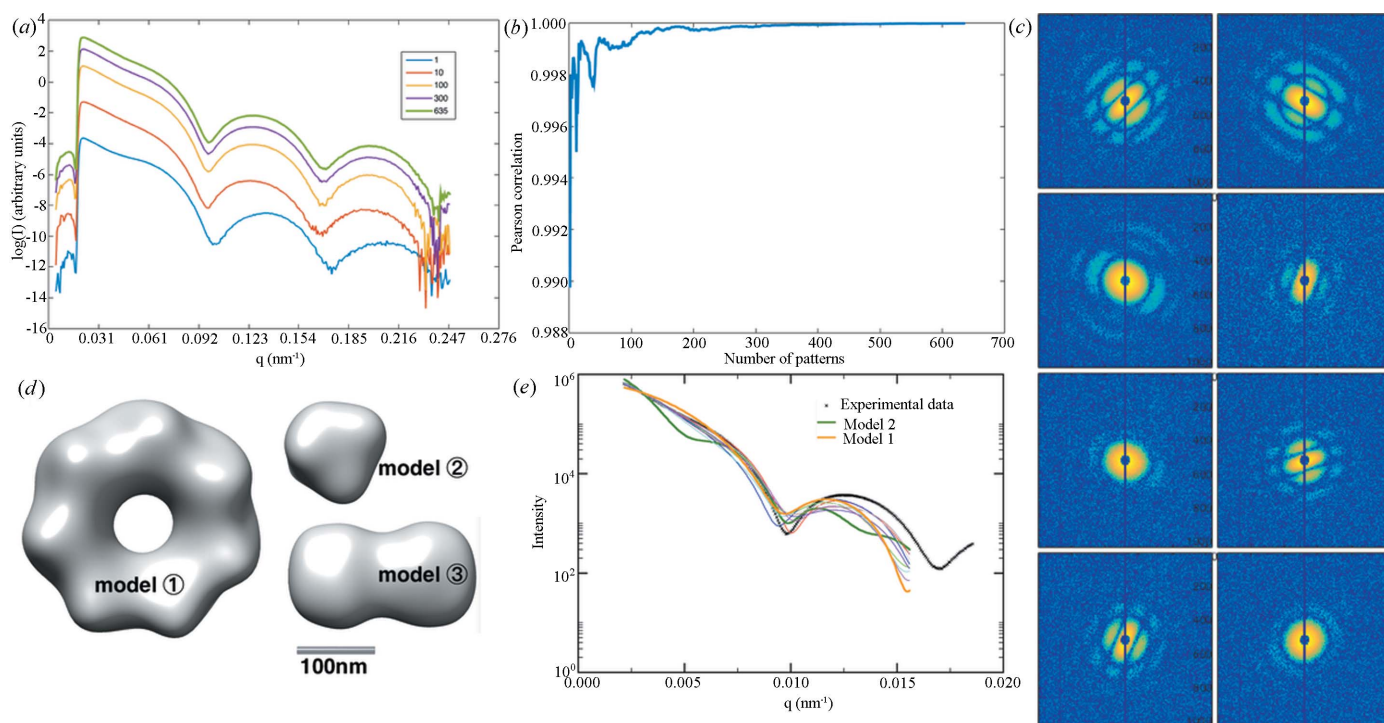 (a)
4
2
0
-2
-4
-6
-8
-10
-12
-14
-16
log(I) (arbitrary units)
1
10
100
300
635
0 0.031 0.061 0.092 0.123 0.154 0.185 0.216 0.247 0.276
q (nm⁻¹)
(b)
1.000
0.998
0.996
0.994
0.992
0.990
0.988
Pearson correlation
0 100 200 300 400 500 600 700
Number of patterns
(c)
(d)
model ①
model ②
model ③
100nm
(e)
10⁶
10⁴
10²
10⁰
Intensity
Experimental data
Model 2
Model 1
0.000 0.005 0.010 0.015 0.020
q (nm⁻¹)